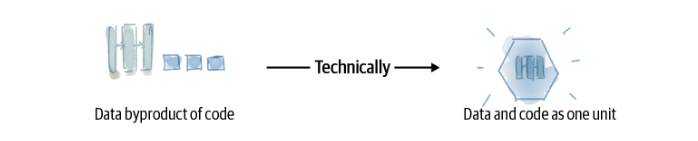 Technically
Data byproduct of code
Data and code as one unit